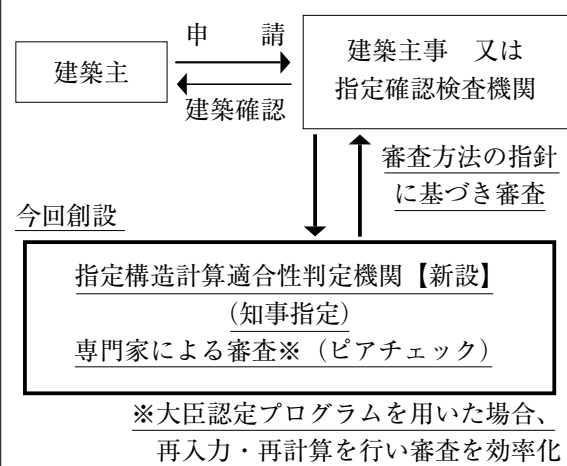 申　請
建築主
建築主事　又は
指定確認検査機関
建築確認
審査方法の指針
に基づき審査
今回創設
指定構造計算適合性判定機関【新設】
（知事指定）
専門家による審査※（ピアチェック）
※大臣認定プログラムを用いた場合、
再入力・再計算を行い審査を効率化